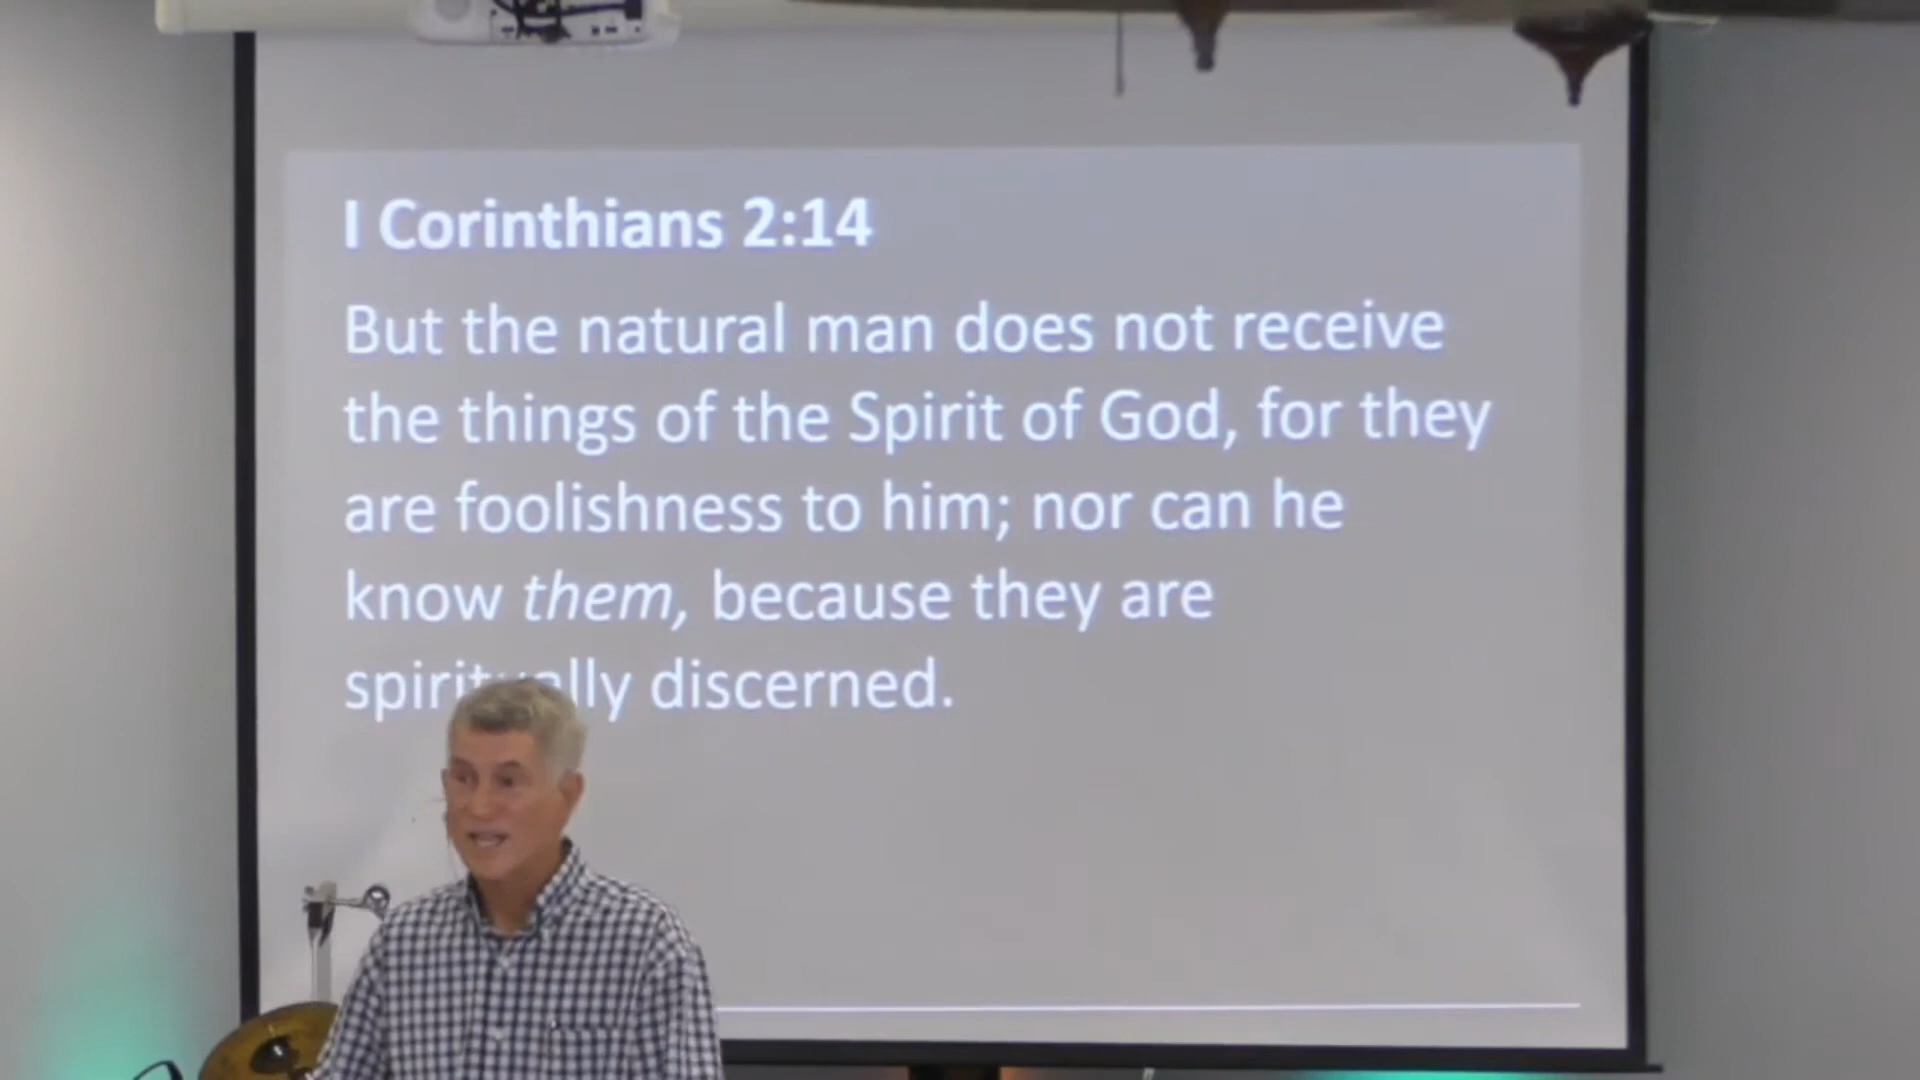 I Corinthians 2:14
But the natural man does not receive
the things of the Spirit of God, for they
are foolishness to him; nor can he
know them, because they are
spiritually discerned.